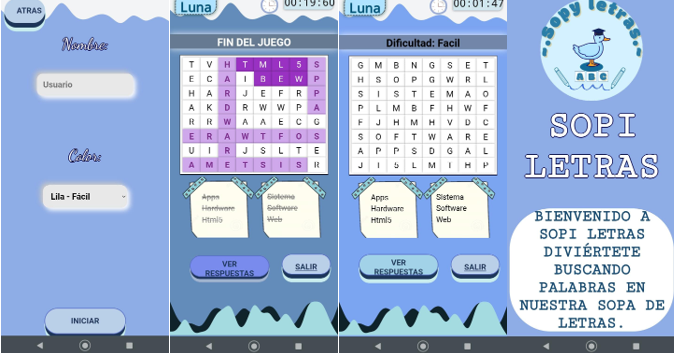 ATRAS
Nombre:
Usuario
Color:
Lila - Fácil
INICIAR
Luna
00:19:60
FIN DEL JUEGO
T V H T M L 5 S
E C A I B E W P
H A R J E F R P
A K D R W W P A
R R W A A E C G
E R A W T F O S
U I R J S L T E
A M E T S I S R
Apps
Hardware
Html5
Sistema
Software
Web
VER
RESPUESTAS
SALIR
Luna
00:01:47
Dificultad: Facil
G M B N G S E T
H S O P G W R L
S I S T E M A O
P L M B F H W F
F J H M H V D C
S O F T W A R E
A P P S D G A L
J I 5 L M I H P
Apps
Hardware
Html5
Sistema
Software
Web
VER
RESPUESTAS
SALIR
Sopy letras
A B C
SOPI
LETRAS
BIENVENIDO A
SOPI LETRAS
DIVIÉRTETE
BUSCANDO
PALABRAS EN
NUESTRA SOPA DE
LETRAS.